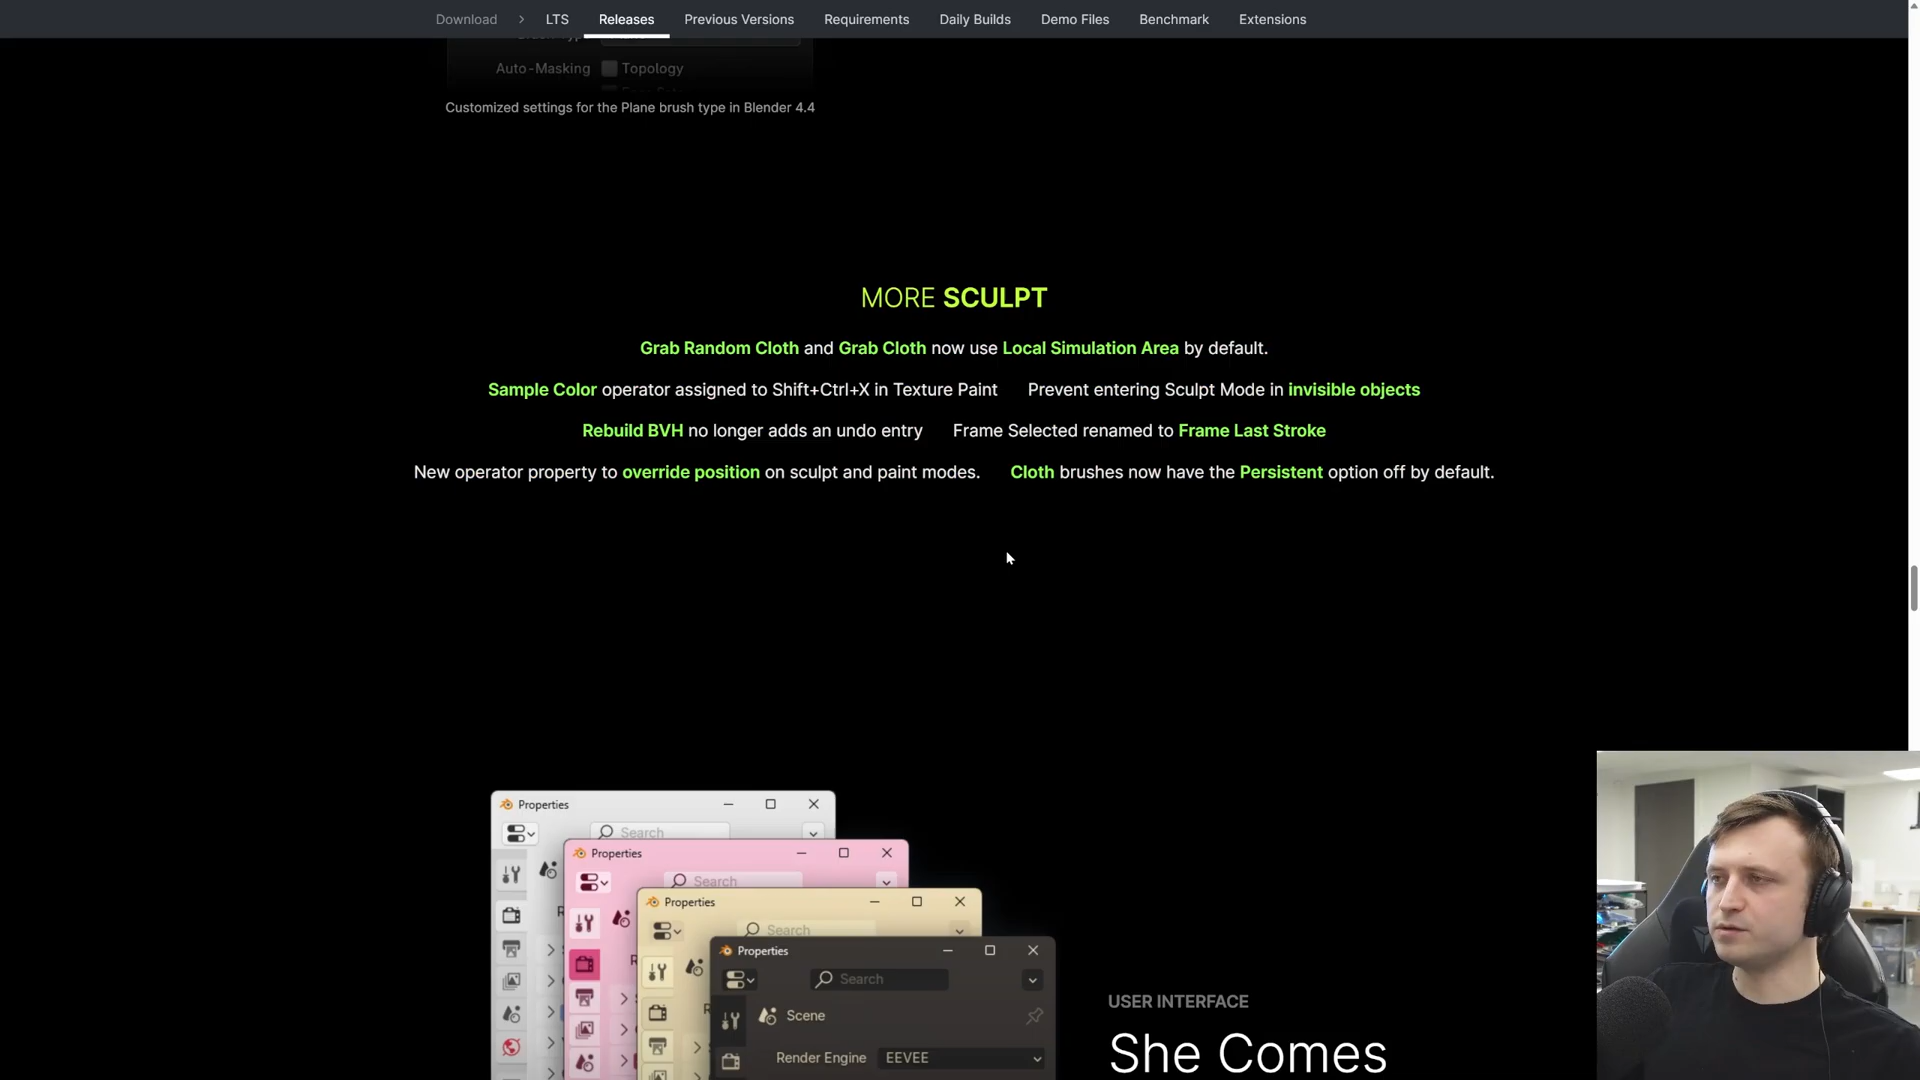 Download > LTS Releases Previous Versions Requirements Daily Builds Demo Files Benchmark Extensions
Auto-Masking Topology
Customized settings for the Plane brush type in Blender 4.4
MORE SCULPT
Grab Random Cloth and Grab Cloth now use Local Simulation Area by default.
Sample Color operator assigned to Shift+Ctrl+X in Texture Paint Prevent entering Sculpt Mode in invisible objects
Rebuild BVH no longer adds an undo entry Frame Selected renamed to Frame Last Stroke
New operator property to override position on sculpt and paint modes. Cloth brushes now have the Persistent option off by default.
Properties
Search
Properties
Search
Properties
Search
Properties
Search
Scene
Render Engine EEVEE
USER INTERFACE
She Comes